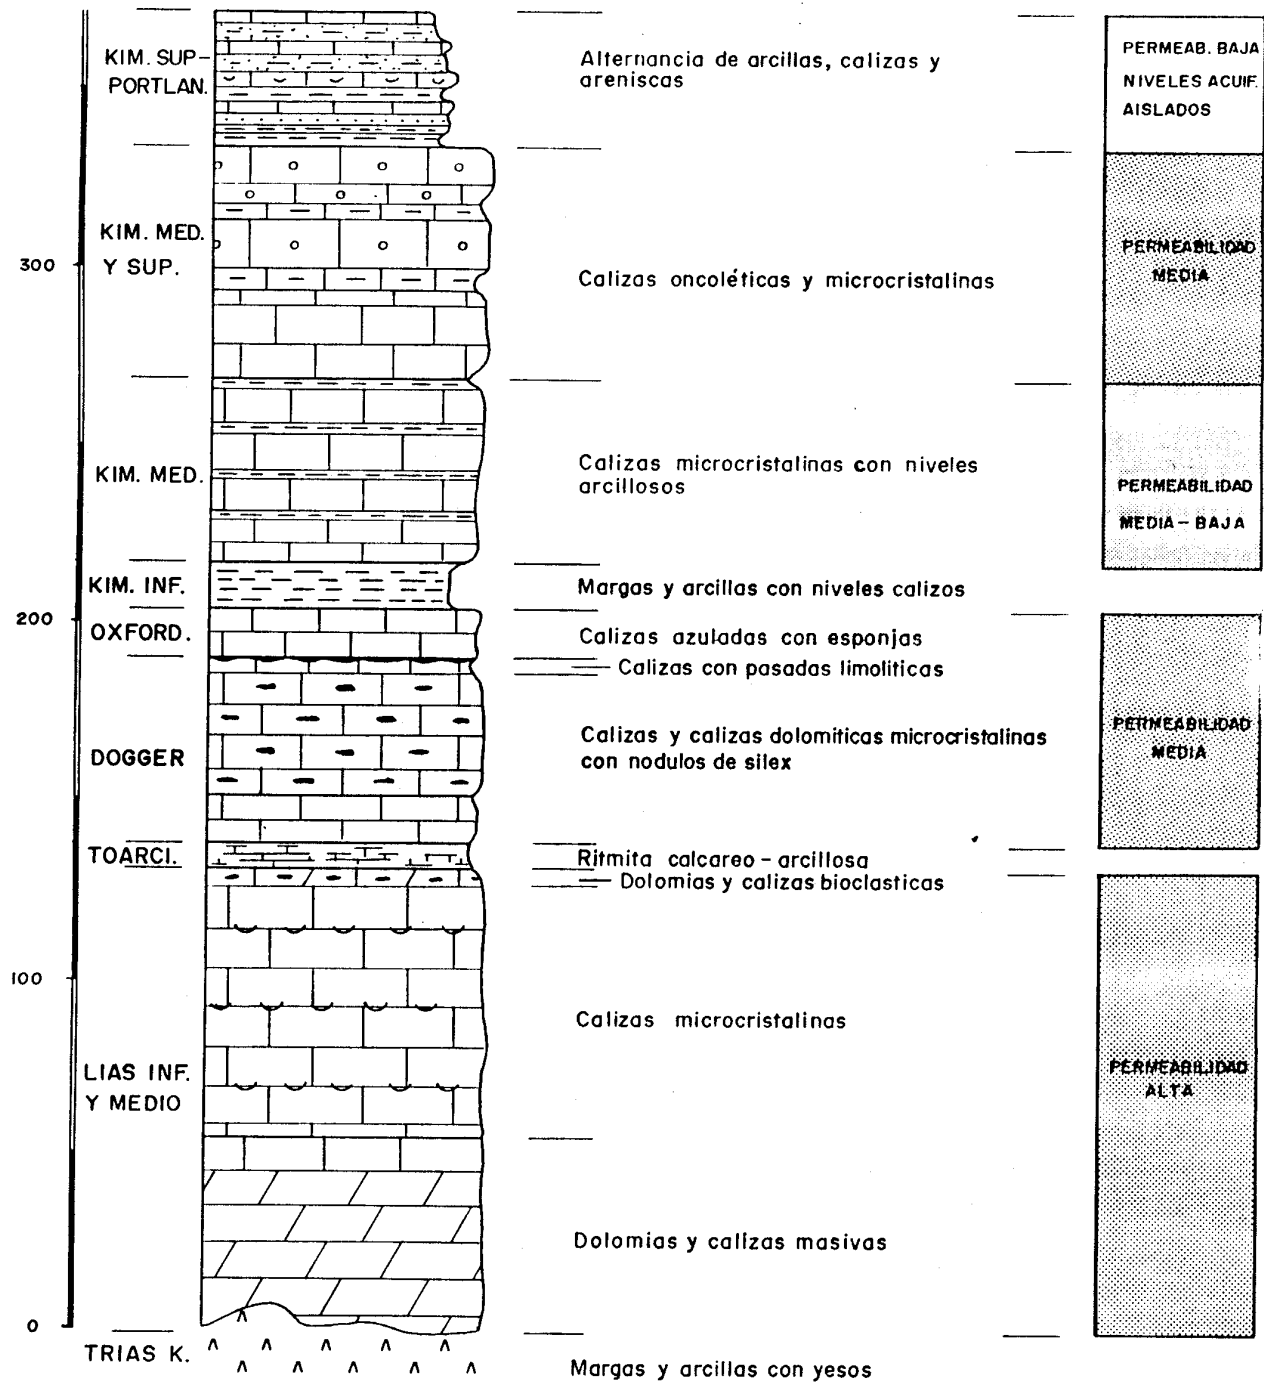 KIM. SUP-
PORTLAN.
Alternancia de arcillas, calizas y
areniscas
PERMEAB. BAJA
NIVELES ACUIF.
AISLADOS
300
KIM. MED.
Y SUP.
Calizas oncoléticas y microcristalinas
PERMEABILIDAD
MEDIA
KIM. MED.
Calizas microcristalinas con niveles
arcillosos
PERMEABILIDAD
MEDIA - BAJA
KIM. INF.
Margas y arcillas con niveles calizos
200
OXFORD.
Calizas azuladas con esponjas
Calizas con pasadas limoliticas
DOGGER
Calizas y calizas dolomiticas microcristalinas
con nodulos de silex
PERMEABILIDAD
MEDIA
TOARCI.
Ritmita calcareo - arcillosa
Dolomias y calizas bioclasticas
100
Calizas microcristalinas
LIAS INF.
Y MEDIO
PERMEABILIDAD
ALTA
Dolomias y calizas masivas
0
TRIAS K.
Margas y arcillas con yesos